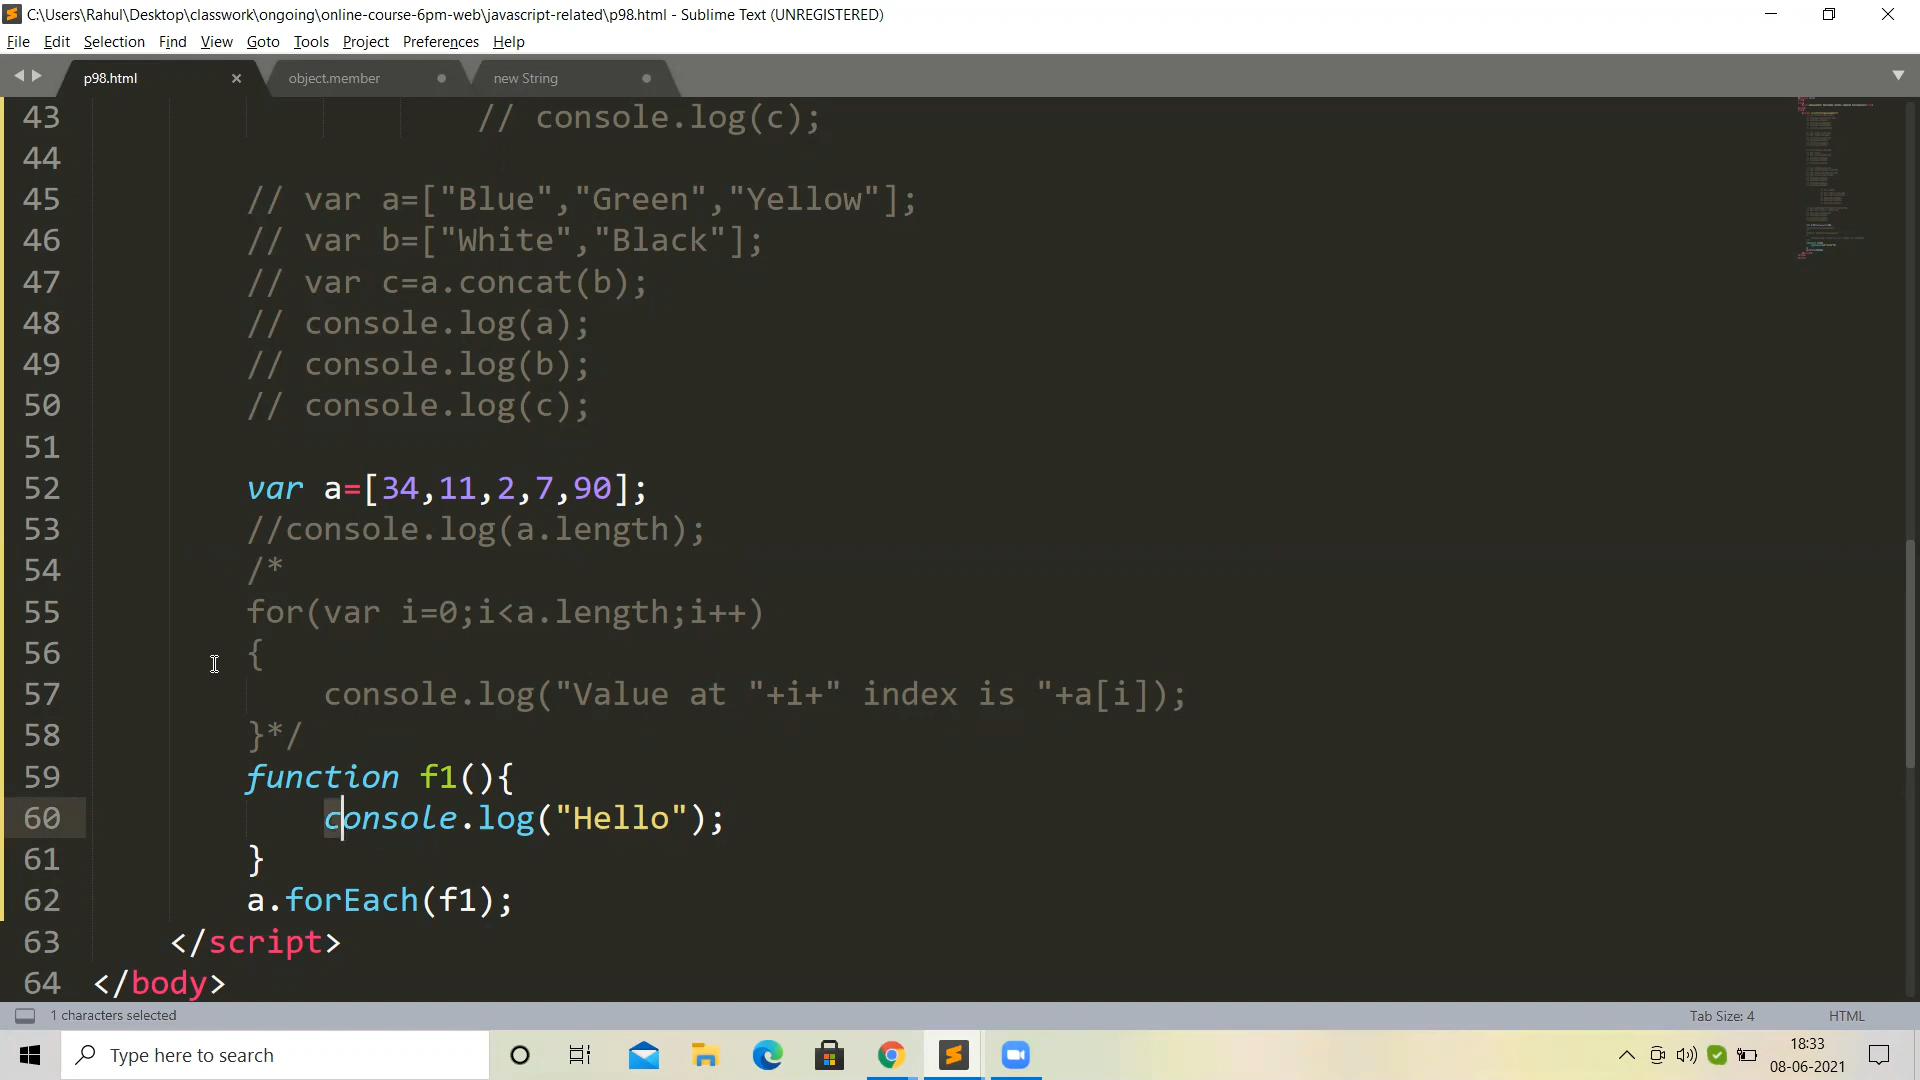 C:\Users\Rahul\Desktop\classwork\ongoing\online-course-6pm-web\javascript-related\p98.html - Sublime Text (UNREGISTERED)
File Edit Selection Find View Goto Tools Project Preferences Help
p98.html object.member new String
43 // console.log(c);
44
45 // var a=["Blue","Green","Yellow"];
46 // var b=["White","Black"];
47 // var c=a.concat(b);
48 // console.log(a);
49 // console.log(b);
50 // console.log(c);
51
52 var a=[34,11,2,7,90];
53 //console.log(a.length);
54 /*
55 for(var i=0;i<a.length;i++)
56 {
57 console.log("Value at "+i+" index is "+a[i]);
58 }*/
59 function f1(){
60 console.log("Hello");
61 }
62 a.forEach(f1);
63 </script>
64 </body>
1 characters selected Tab Size: 4 HTML
Type here to search
18:33
08-06-2021